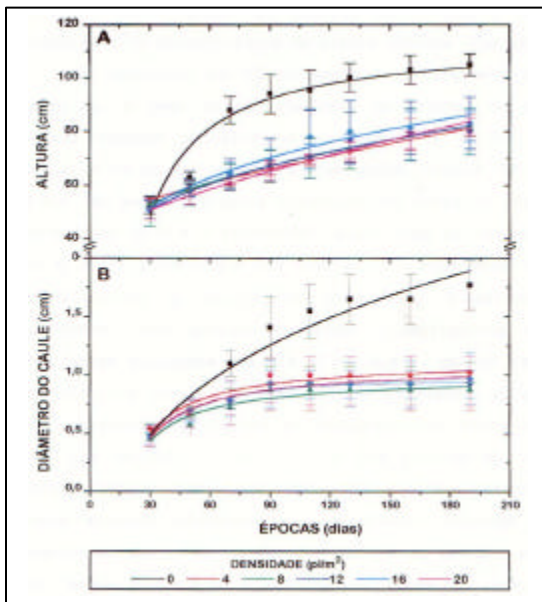 A
ALTURA (cm)
120
100
80
60
40
B
DIÂMETRO DO CAULE (cm)
0
1,5
1,0
0,5
0,0
0 30 60 90 120 150 180 210
ÉPOCAS (dias)
DENSIDADE (pl/m²)
0 4 8 12 16 20